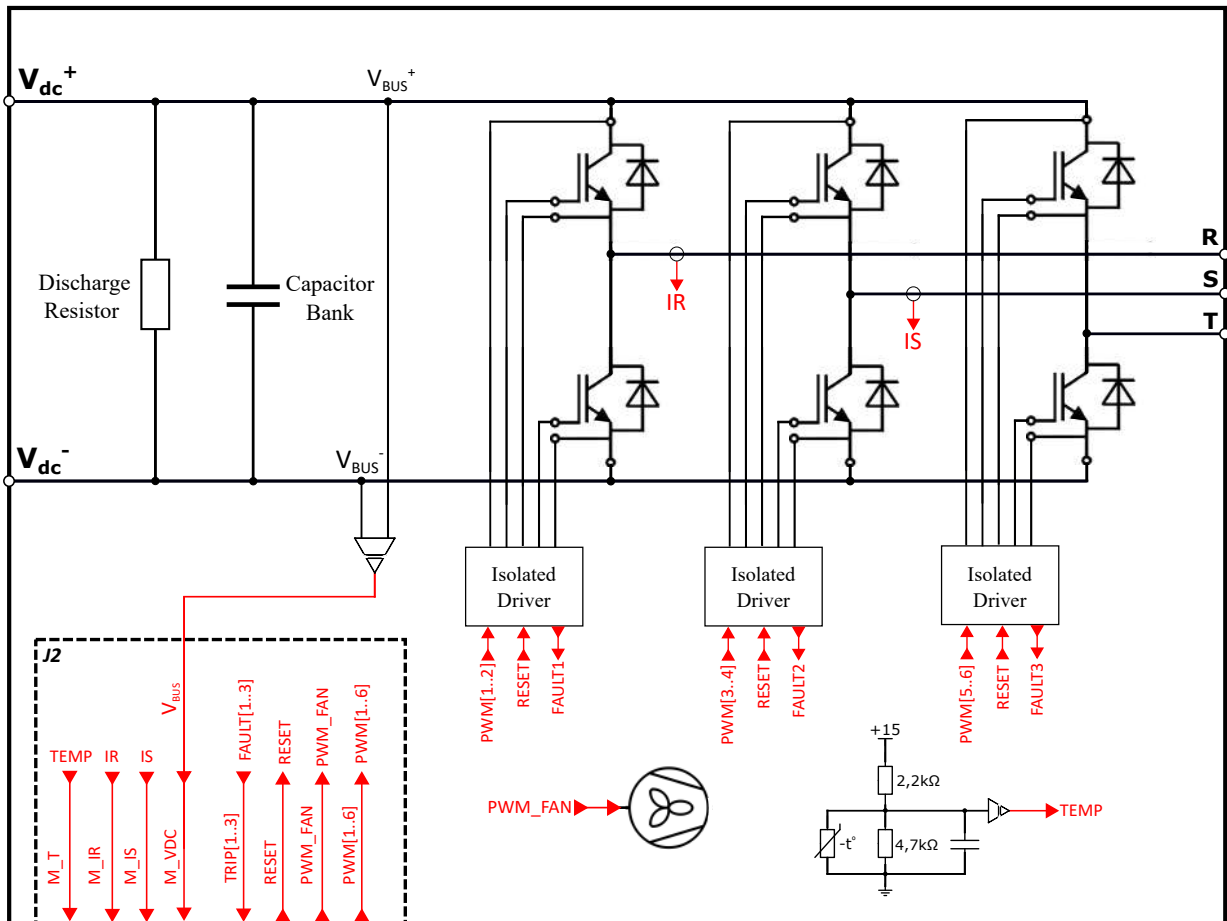 Vdc+
VBUS+
R
Discharge
Resistor
Capacitor
Bank
IR
S
IS
T
Vdc-
VBUS-
Isolated
Driver
Isolated
Driver
Isolated
Driver
PWM[1..2]
RESET
FAULT1
PWM[3..4]
RESET
FAULT2
PWM[5..6]
RESET
FAULT3
J2
VBUS
FAULT[1..3]
RESET
PWM_FAN
PWM[1..6]
TEMP
IR
IS
M_T
M_IR
M_IS
M_VDC
TRIP[1..3]
RESET
PWM_FAN
PWM[1..6]
PWM_FAN
+15
2,2kΩ
-t°
4,7kΩ
TEMP